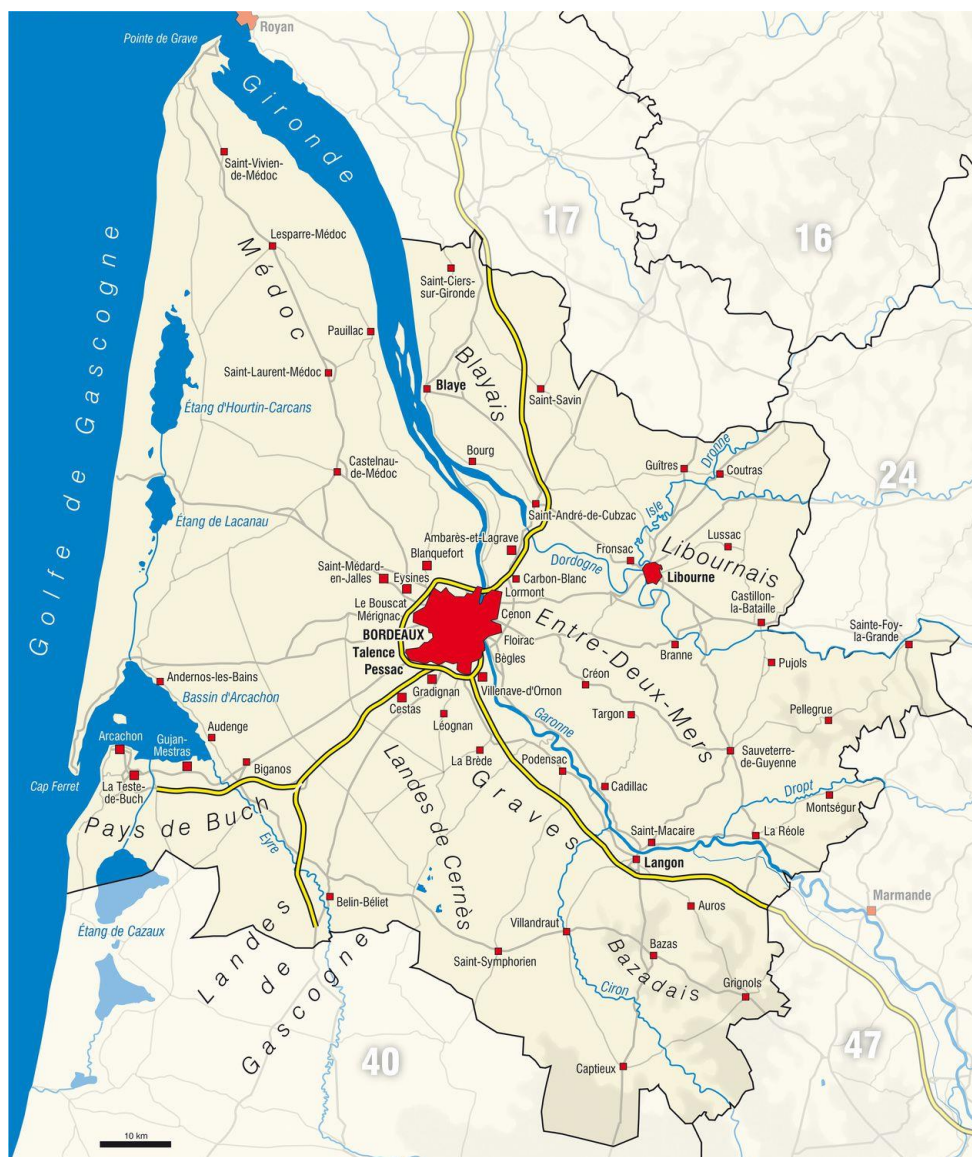 Royan
Pointe de Grave
Gironde
Saint-Vivien-
de-Médoc
17
16
Golfe de Gascogne
Lesparre-Médoc
Médoc
Saint-Ciers-
sur-Gironde
Pauillac
Blayais
Saint-Laurent-Médoc
Blaye
Saint-Savin
Étang d'Hourtin-Carcans
Dronne
Bourg
Guîtres
Coutras
24
Castelnau-
de-Médoc
Étang de Lacanau
Saint-André-de-Cubzac
Isle
Ambarès-et-Lagrave
Lussac
Blanquefort
Fronsac
Libournais
Dordogne
Saint-Médard-
en-Jalles
Eysines
Carbon-Blanc
Libourne
Lormont
Le Bouscat
Castillon-
la-Bataille
Mérignac
Cenon
Entre-Deux-Mers
Sainte-Foy-
la-Grande
BORDEAUX
Floirac
Talence
Branne
Bègles
Pessac
Pujols
Andernos-les-Bains
Créon
Gradignan
Villenave-d'Ornon
Bassin d'Arcachon
Cestas
Léognan
Garonne
Targon
Pellegrue
Audenge
Arcachon
Gujan-
Mestras
La Brède
Podensac
Sauveterre-
de-Guyenne
Biganos
Landes de Cernès
Graves
Cap Ferret
La Teste-
de-Buch
Cadillac
Dropt
Montségur
Pays de Buch
Saint-Macaire
La Réole
Eyre
Langon
Marmande
Belin-Béliet
Auros
Étang de Cazaux
Villandraut
Landes
de
Gascogne
Saint-Symphorien
Bazas
Bazadais
Ciron
Grignols
40
47
Captieux
10 km